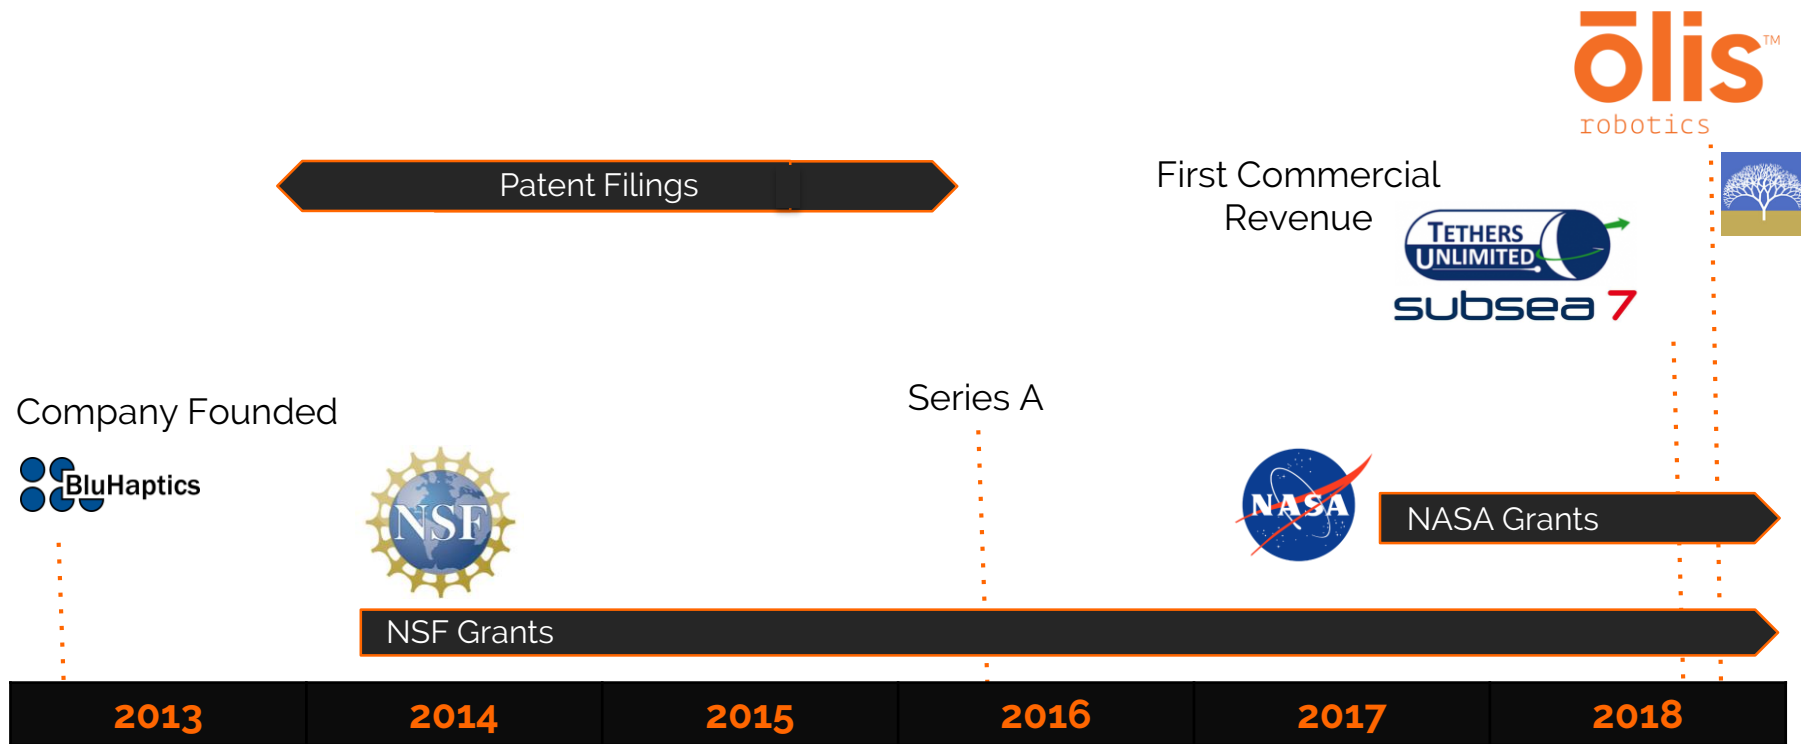 ōlis™
robotics
Patent Filings
First Commercial
Revenue
TETHERS
UNLIMITED
subsea 7
Company Founded
BluHaptics
Series A
NSF
NASA
NASA Grants
NSF Grants
2013
2014
2015
2016
2017
2018